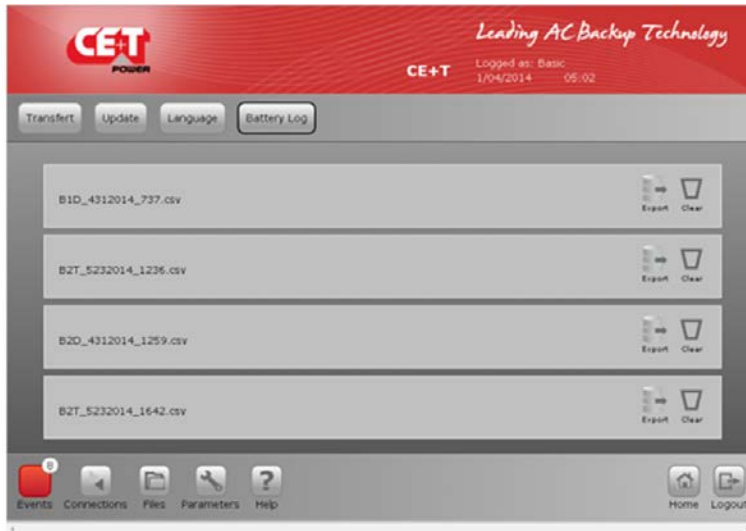 CE+T
POWER
Leading AC Backup Technology
CE+T
Logged as: Basic
1/04/2014 05:02
Transfert Update Language Battery Log
B1D_4312014_737.csv
Export Clear
B2T_5232014_1236.csv
Export Clear
B2D_4312014_1259.csv
Export Clear
B2T_5232014_1642.csv
Export Clear
8
Events Connections Files Parameters Help Home Logout